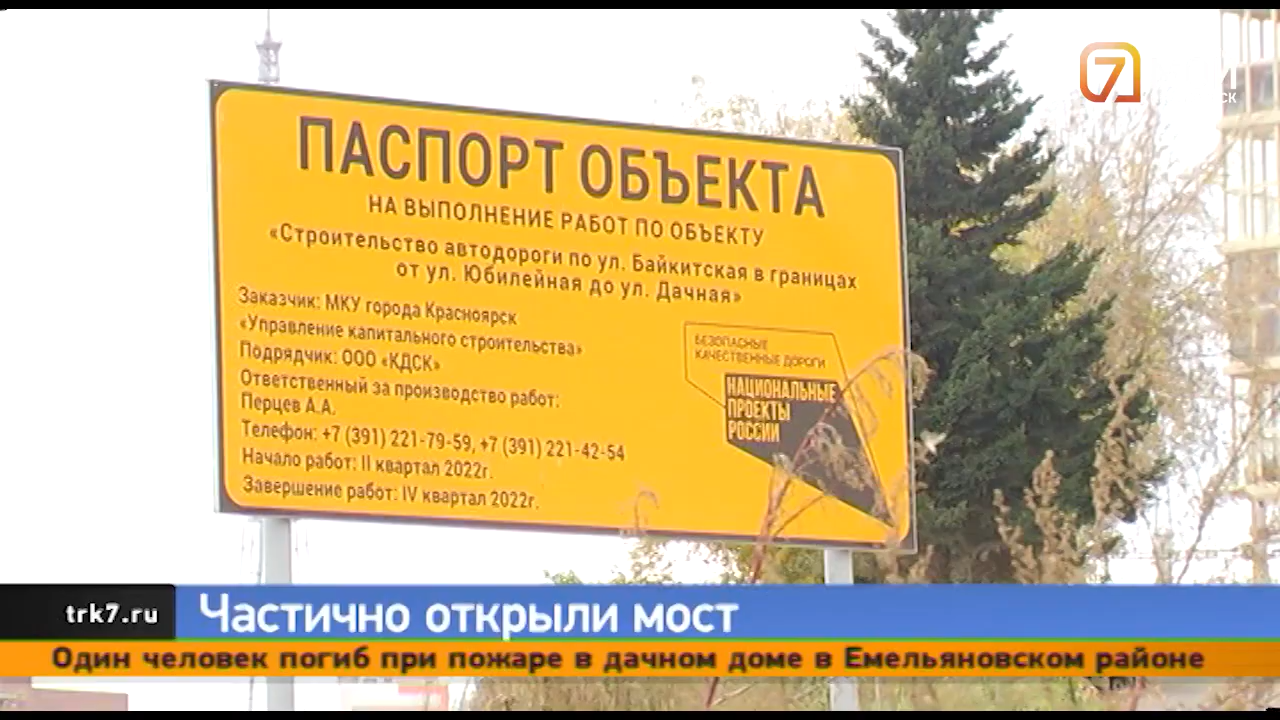 ПАСПОРТ ОБЪЕКТА
НА ВЫПОЛНЕНИЕ РАБОТ ПО ОБЪЕКТУ
«Строительство автодороги по ул. Байкитская в границах
от ул. Юбилейная до ул. Дачная»
Заказчик: МКУ города Красноярск
«Управление капитального строительства»
Подрядчик: ООО «КДСК»
Ответственный за производство работ:
Перцев А.А.
Телефон: +7 (391) 221-79-59, +7 (391) 221-42-54
Начало работ: II квартал 2022г.
Завершение работ: IV квартал 2022г.
БЕЗОПАСНЫЕ
КАЧЕСТВЕННЫЕ ДОРОГИ
НАЦИОНАЛЬНЫЕ
ПРОЕКТЫ
РОССИИ
7
trk7.ru
Частично открыли мост
Один человек погиб при пожаре в дачном доме в Емельяновском районе